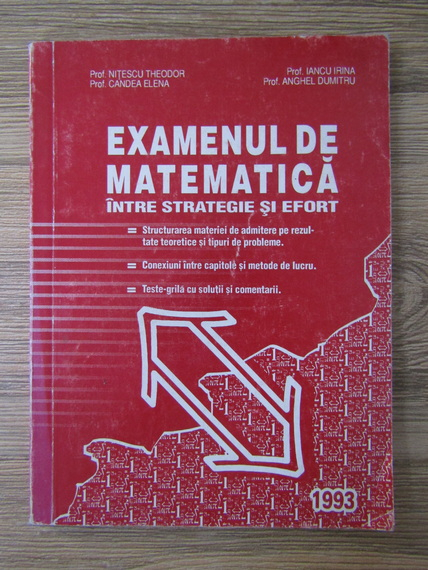 Prof. NIȚESCU THEODOR
Prof. CANDEA ELENA
Prof. IANCU IRINA
Prof. ANGHEL DUMITRU
EXAMENUL DE
MATEMATICĂ
ÎNTRE STRATEGIE ȘI EFORT
= Structurarea materiei de admitere pe rezul-
tate teoretice și tipuri de probleme.
= Conexiuni între capitole și metode de lucru.
= Teste-grilă cu soluții și comentarii.
1993